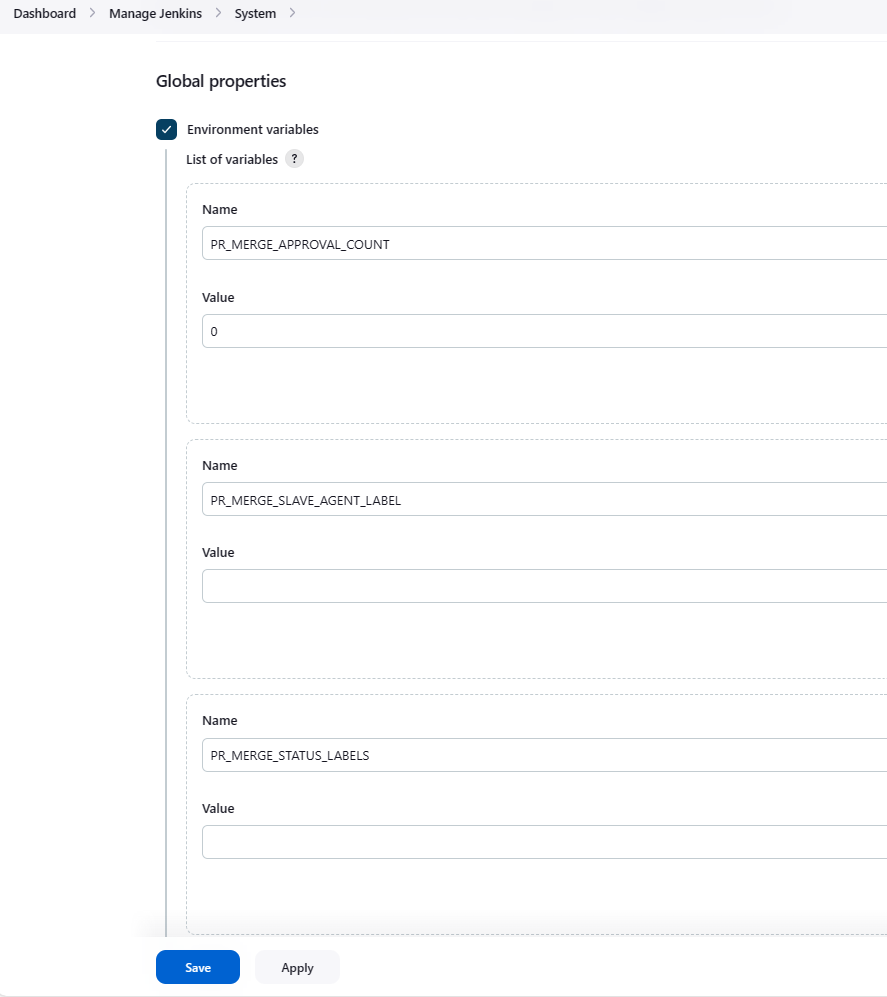 Dashboard > Manage Jenkins > System >
Global properties
Environment variables
List of variables ?
Name
PR_MERGE_APPROVAL_COUNT
Value
0
Name
PR_MERGE_SLAVE_AGENT_LABEL
Value
Name
PR_MERGE_STATUS_LABELS
Value
Save Apply